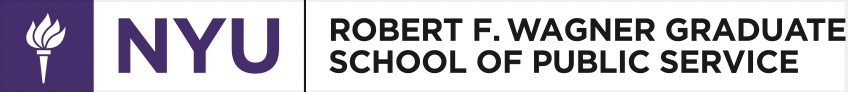 NYU
ROBERT F. WAGNER GRADUATE
SCHOOL OF PUBLIC SERVICE